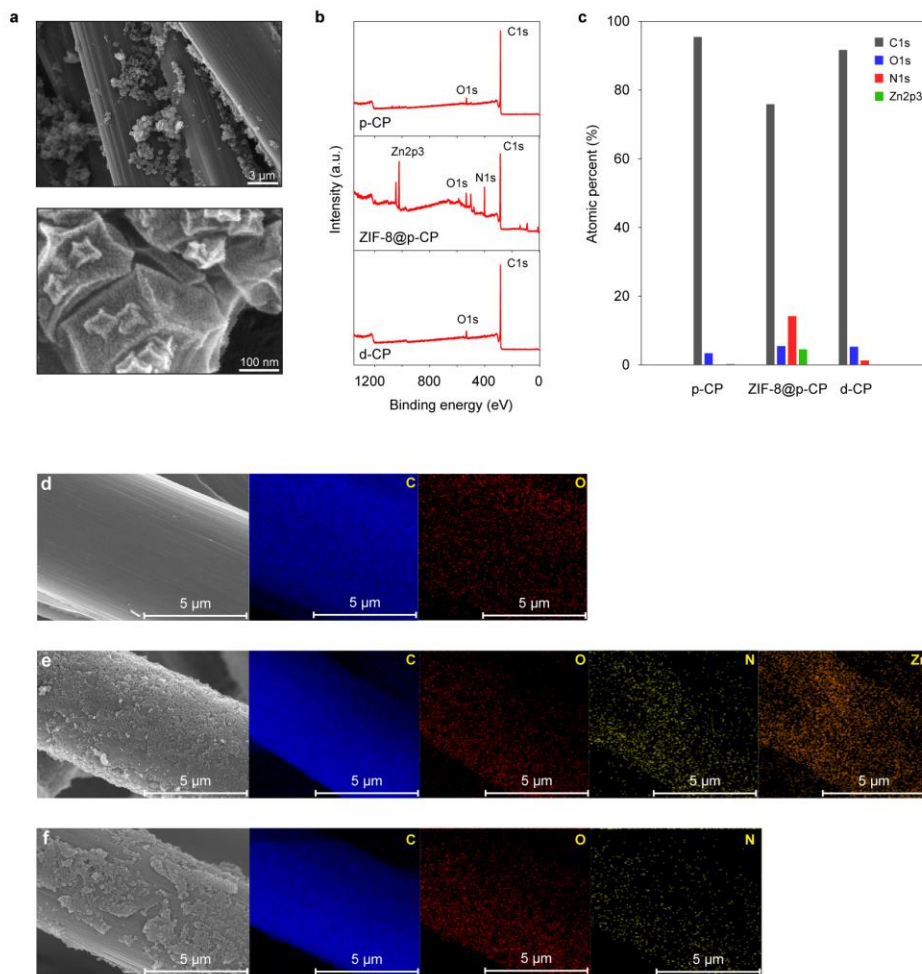 a
3 µm
100 nm
b
C1s
O1s
p-CP
Zn2p3
C1s
N1s
O1s
ZIF-8@p-CP
C1s
O1s
d-CP
Intensity (a.u.)
1200 800 400 0
Binding energy (eV)
c
100
80
60
40
20
0
Atomic percent (%)
C1s
O1s
N1s
Zn2p3
p-CP ZIF-8@p-CP d-CP
d C O
5 µm 5 µm 5 µm
e C O N Zn
5 µm 5 µm 5 µm 5 µm 5 µm
f C O N
5 µm 5 µm 5 µm 5 µm